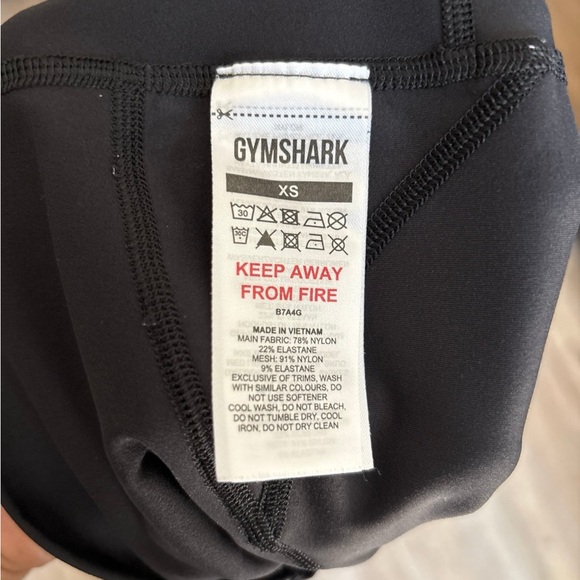 GYMSHARK
XS
30
30C
KEEP AWAY
FROM FIRE
B7A4G
MADE IN VIETNAM
MAIN FABRIC: 78% NYLON
22% ELASTANE
MESH: 91% NYLON
9% ELASTANE
EXCLUSIVE OF TRIMS, WASH
WITH SIMILAR COLOURS, DO
NOT USE SOFTENER
COOL WASH, DO NOT BLEACH,
DO NOT TUMBLE DRY, COOL
IRON, DO NOT DRY CLEAN